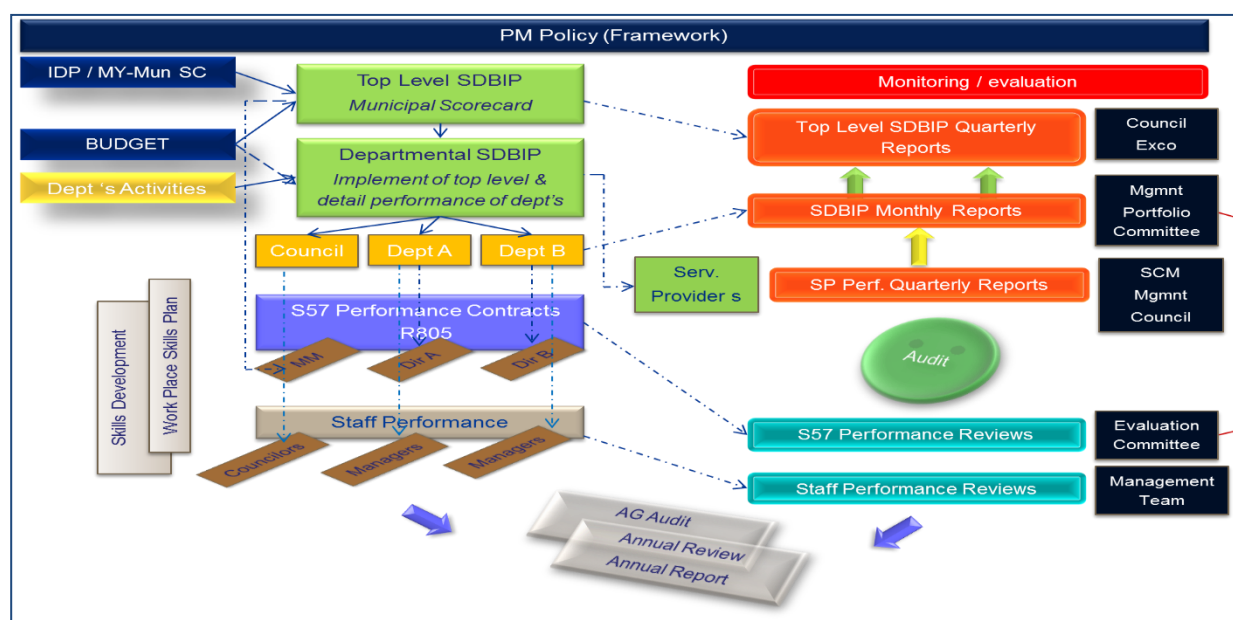 PM Policy (Framework)
IDP / MY-Mun SC
BUDGET
Dept 's Activities
Top Level SDBIP
Municipal Scorecard
Departmental SDBIP
Implement of top level &
detail performance of dept's
Council
Dept A
Dept B
S57 Performance Contracts
R805
MM
Dir A
Dir B
Staff Performance
Councilors
Managers
Managers
Skills Development
Work Place Skills Plan
Serv.
Provider s
Monitoring / evaluation
Top Level SDBIP Quarterly
Reports
Council
Exco
SDBIP Monthly Reports
Mgmnt
Portfolio
Committee
SP Perf. Quarterly Reports
SCM
Mgmnt
Council
Audit
S57 Performance Reviews
Evaluation
Committee
Staff Performance Reviews
Management
Team
AG Audit
Annual Review
Annual Report